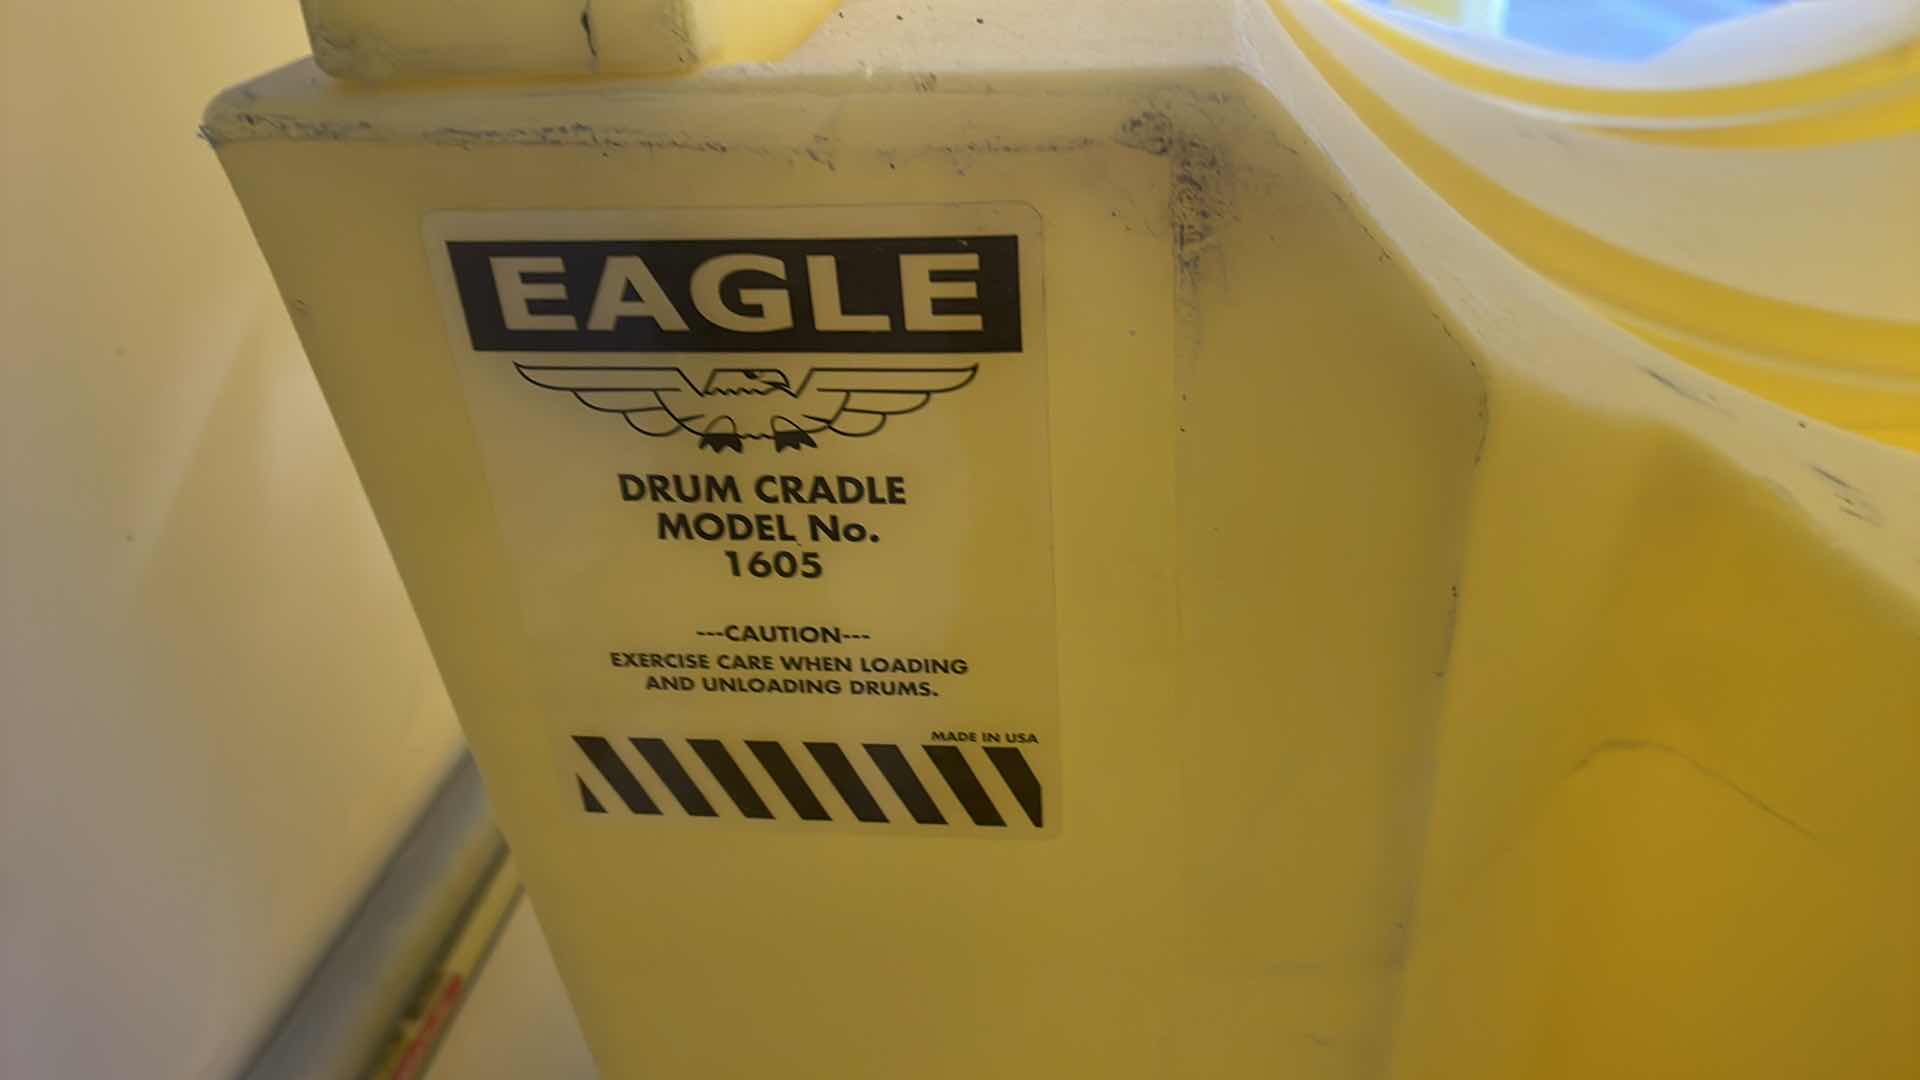 EAGLE
DRUM CRADLE
MODEL No.
1605
---CAUTION---
EXERCISE CARE WHEN LOADING
AND UNLOADING DRUMS.
MADE IN USA